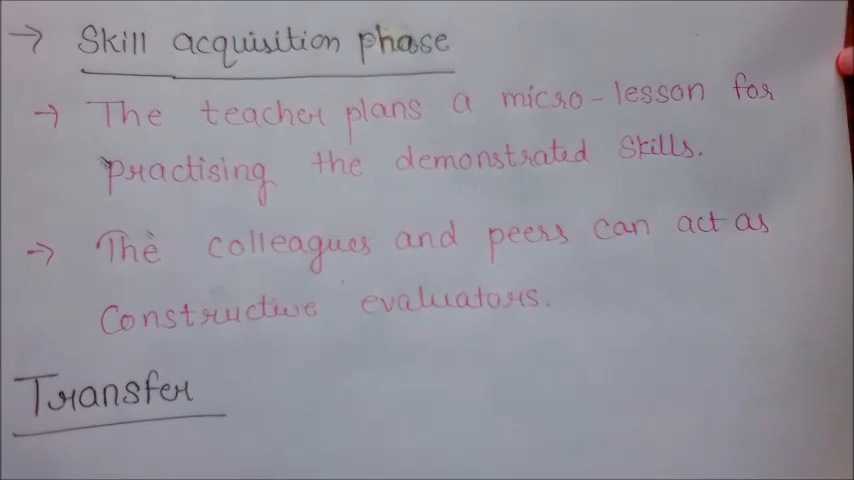 → Skill acquisition phase
→ The teacher plans a micro-lesson for
practising the demonstrated skills.
→ The colleagues and peers can act as
constructive evaluators.
Transfer